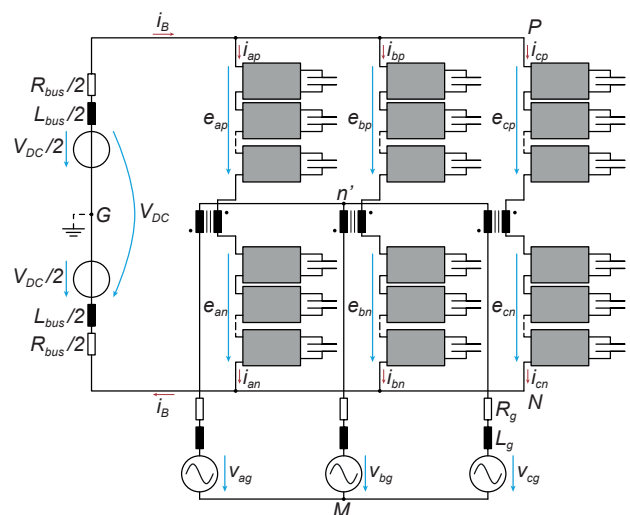 i_B
P
i_ap
i_bp
i_cp
R_bus/2
L_bus/2
V_DC/2
e_ap
e_bp
e_cp
n'
G
V_DC
V_DC/2
e_an
e_bn
e_cn
L_bus/2
R_bus/2
i_an
i_bn
i_cn
i_B
N
R_g
L_g
v_ag
v_bg
v_cg
M